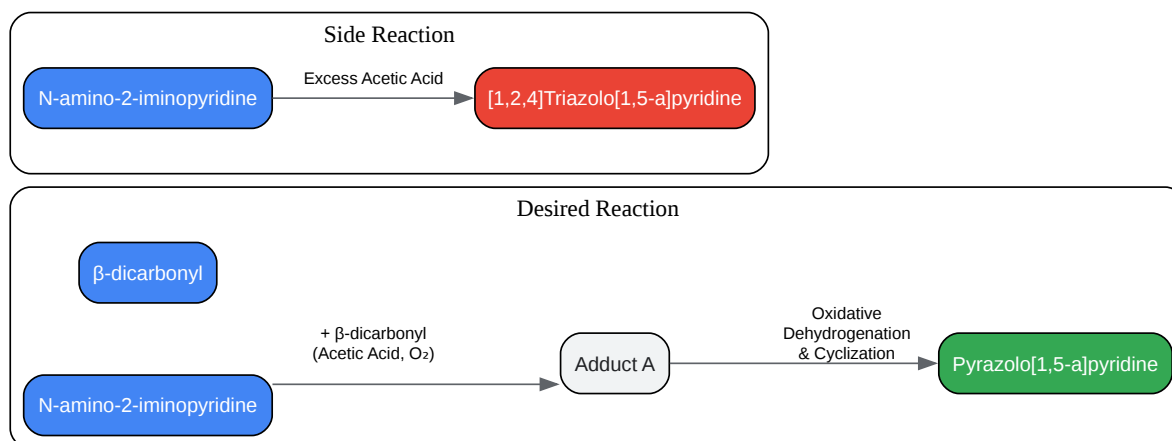 Side Reaction
N-amino-2-iminopyridine
Excess Acetic Acid
[1,2,4]Triazolo[1,5-a]pyridine
Desired Reaction
β-dicarbonyl
N-amino-2-iminopyridine
+ β-dicarbonyl
(Acetic Acid, O₂)
Adduct A
Oxidative
Dehydrogenation
& Cyclization
Pyrazolo[1,5-a]pyridine